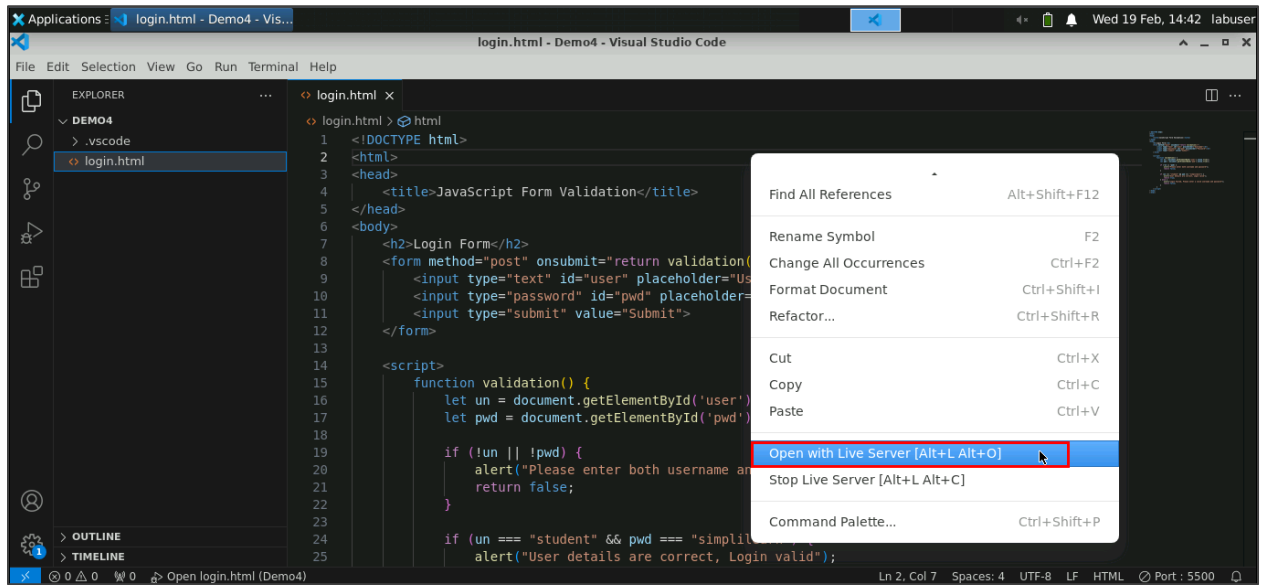 Applications : login.html - Demo4 - Vis... Wed 19 Feb, 14:42 labuser
login.html - Demo4 - Visual Studio Code
File Edit Selection View Go Run Terminal Help
EXPLORER ···
DEMO4
> .vscode
<> login.html
<> login.html ×
<> login.html > html
1 <!DOCTYPE html>
2 <html>
3 <head>
4 <title>JavaScript Form Validation</title>
5 </head>
6 <body>
7 <h2>Login Form</h2>
8 <form method="post" onsubmit="return validation(
9 <input type="text" id="user" placeholder="Us
10 <input type="password" id="pwd" placeholder=
11 <input type="submit" value="Submit">
12 </form>
13
14 <script>
15 function validation() {
16 let un = document.getElementById('user')
17 let pwd = document.getElementById('pwd')
18
19 if (!un || !pwd) {
20 alert("Please enter both username an
21 return false;
22 }
23
24 if (un === "student" && pwd === "simplil
25 alert("User details are correct, Login valid");
Find All References Alt+Shift+F12
Rename Symbol F2
Change All Occurrences Ctrl+F2
Format Document Ctrl+Shift+I
Refactor... Ctrl+Shift+R
Cut Ctrl+X
Copy Ctrl+C
Paste Ctrl+V
Open with Live Server [Alt+L Alt+O]
Stop Live Server [Alt+L Alt+C]
Command Palette... Ctrl+Shift+P
> OUTLINE
> TIMELINE
1
0 0 0 Open login.html (Demo4) Ln 2, Col 7 Spaces: 4 UTF-8 LF HTML Port : 5500